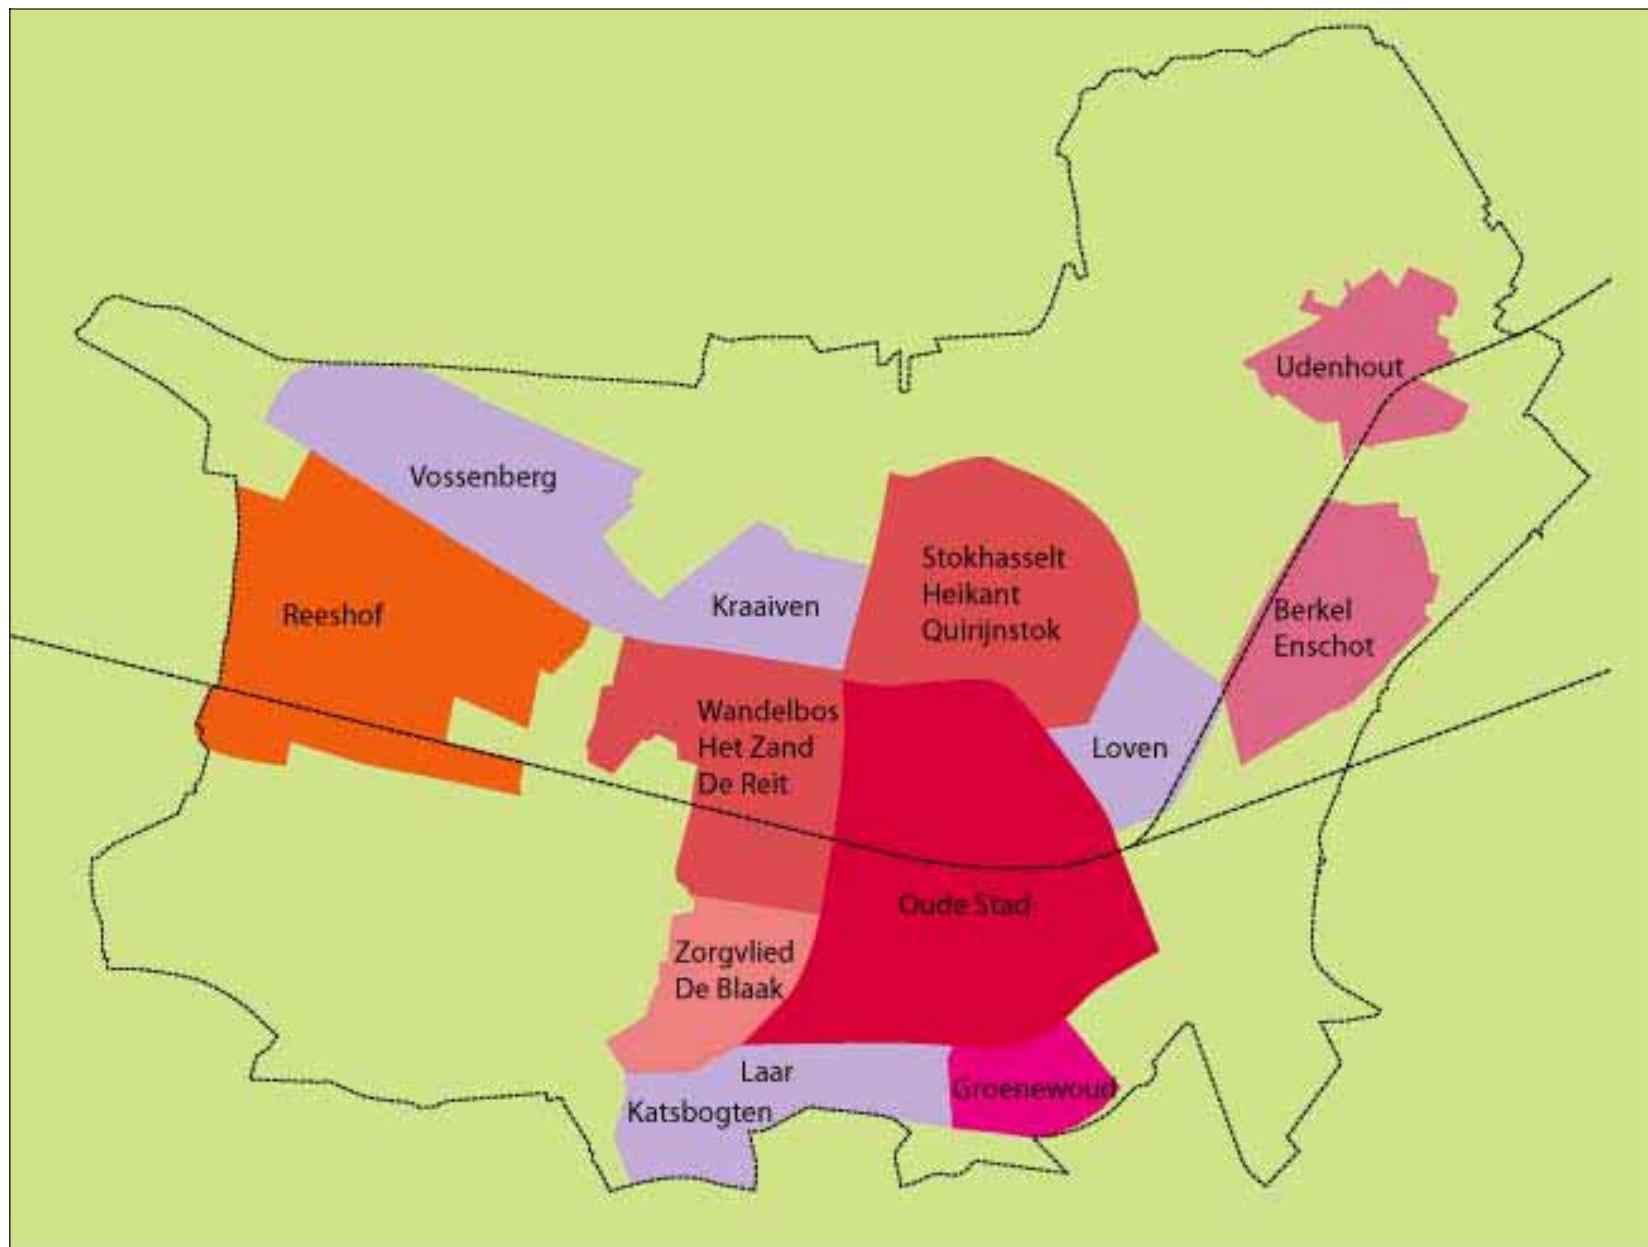 Udenhout
Vossenberg
Stokhasselt
Heikant
Quirijnstok
Kraaiven
Reeshof
Berkel
Enschot
Wandelbos
Het Zand
De Reit
Loven
Oude Stad
Zorgvlied
De Blaak
Laar
Groenewoud
Katsbogten